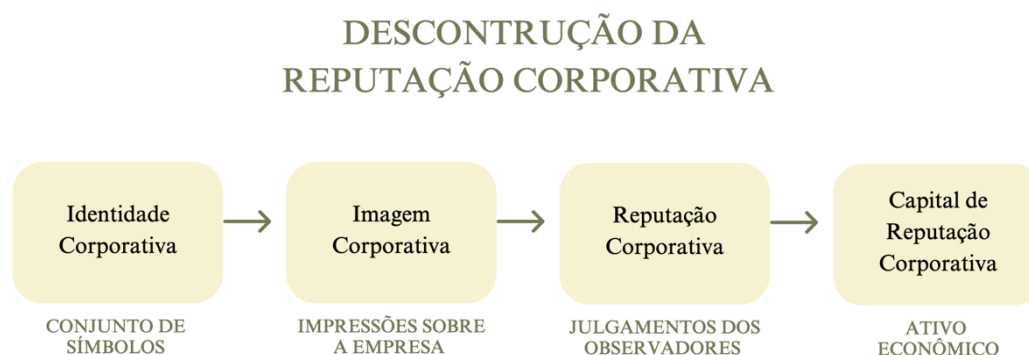 DESCONTRUÇÃO DA
REPUTAÇÃO CORPORATIVA
Identidade
Corporativa
CONJUNTO DE
SÍMBOLOS
Imagem
Corporativa
IMPRESSÕES SOBRE
A EMPRESA
Reputação
Corporativa
JULGAMENTOS DOS
OBSERVADORES
Capital de
Reputação
Corporativa
ATIVO
ECONÔMICO